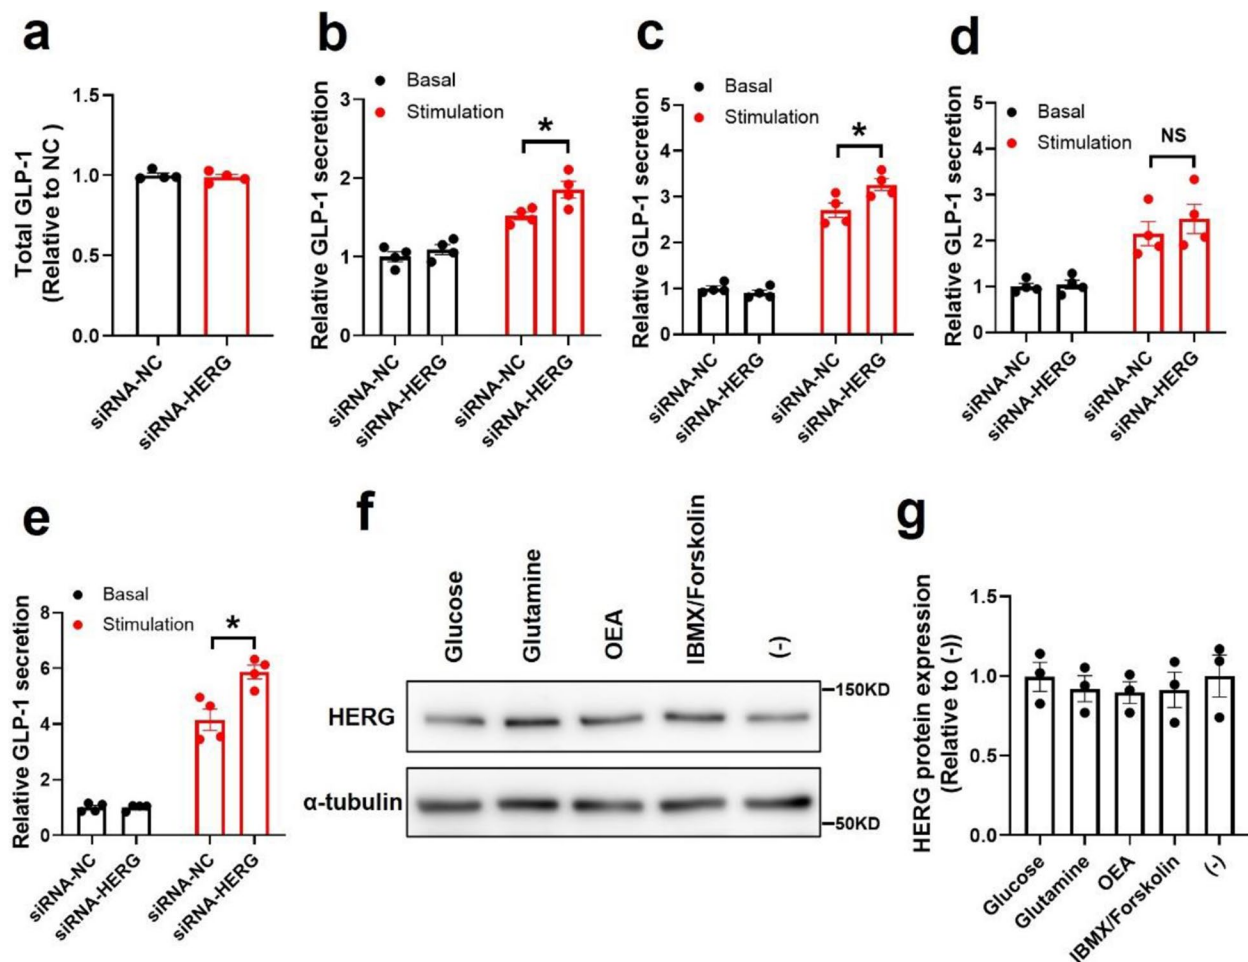 a
Total GLP-1
(Relative to NC )
1.5
1.0
0.5
0.0
siRNA-NC
siRNA-HERG
b
Basal
Stimulation
Relative GLP-1 secretion
3
2
1
0
*
siRNA-NC
siRNA-HERG
siRNA-NC
siRNA-HERG
c
Basal
Stimulation
Relative GLP-1 secretion
5
4
3
2
1
0
*
siRNA-NC
siRNA-HERG
siRNA-NC
siRNA-HERG
d
Basal
Stimulation
Relative GLP-1 secretion
5
4
3
2
1
0
NS
siRNA-NC
siRNA-HERG
siRNA-NC
siRNA-HERG
e
Basal
Stimulation
Relative GLP-1 secretion
8
6
4
2
0
*
siRNA-NC
siRNA-HERG
siRNA-NC
siRNA-HERG
f
Glucose
Glutamine
OEA
IBMX/Forskolin
(-)
HERG
150KD
α-tubulin
50KD
g
HERG protein expression
(Relative to (-))
1.5
1.0
0.5
0.0
Glucose
Glutamine
OEA
IBMX/Forskolin
(-)